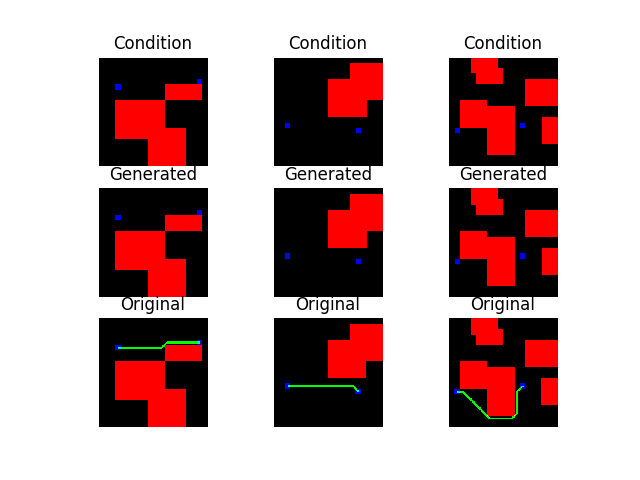 Condition Condition Condition
Generated Generated Generated
Original Original Original